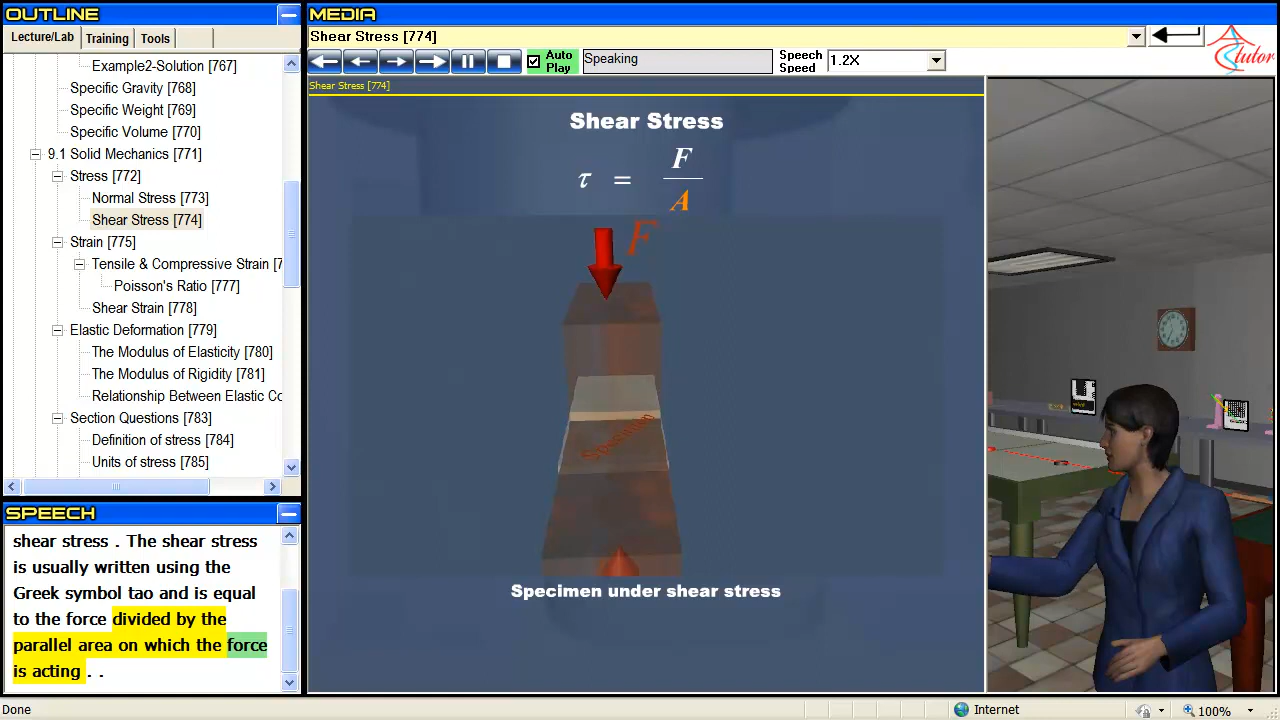 OUTLINE
Lecture/Lab
Training
Tools
Example2-Solution [767]
Specific Gravity [768]
Specific Weight [769]
Specific Volume [770]
9.1 Solid Mechanics [771]
Stress [772]
Normal Stress [773]
Shear Stress [774]
Strain [775]
Tensile & Compressive Strain [7
Poisson's Ratio [777]
Shear Strain [778]
Elastic Deformation [779]
The Modulus of Elasticity [780]
The Modulus of Rigidity [781]
Relationship Between Elastic Co
Section Questions [783]
Definition of stress [784]
Units of stress [785]
SPEECH
shear stress . The shear stress
is usually written using the
Greek symbol tao and is equal
to the force divided by the
parallel area on which the force
is acting . .
MEDIA
Shear Stress [774]
Auto
Play
Speaking
Speech
Speed
1.2X
tutor
Shear Stress [774]
Shear Stress
τ = F
A
F
Specimen under shear stress
Done
Internet
100%